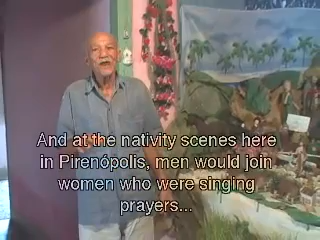 And at the nativity scenes here
in Pirenópolis, men would join
women who were singing
prayers...